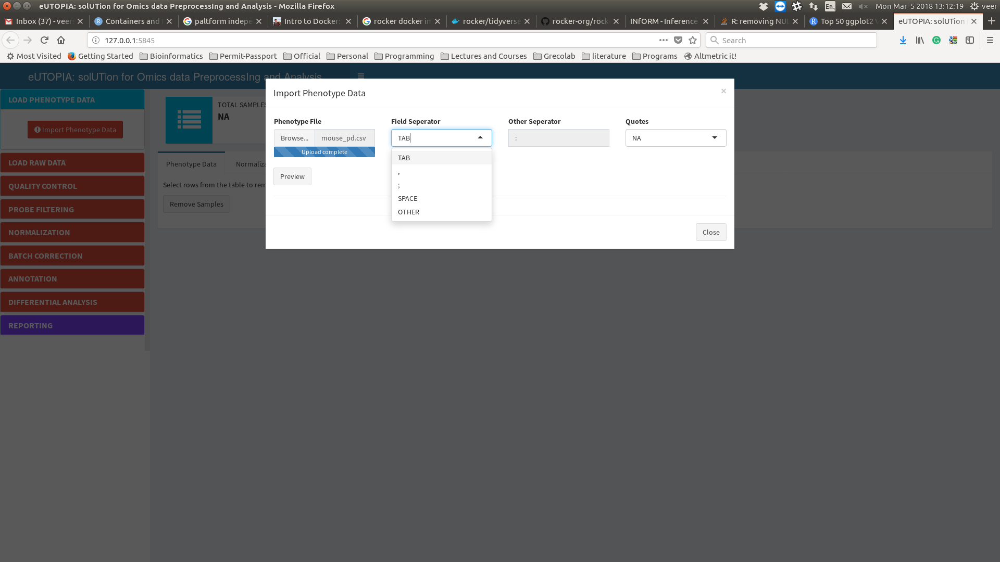 eUTOPIA: solUTion for Omics data PreprocessIng and Analysis - Mozilla Firefox
En1 Mon Mar 5 2018 13:12:19 veer
Inbox (37) - veer Containers and paltform indepe Intro to Docker: rocker docker in rocker/tidyverse rocker-org/rock INfORM - Inference R: removing NU Top 50 ggplot2 eUTOPIA: solUTion
127.0.0.1:5845 Search
Most Visited Getting Started Bioinformatics Permit-Passport Official Personal Programming Lectures and Courses Grecolab literature Programs Altmetric it!
eUTOPIA: solUTion for Omics data PreprocessIng and Analysis
LOAD PHENOTYPE DATA
Import Phenotype Data
LOAD RAW DATA
QUALITY CONTROL
PROBE FILTERING
NORMALIZATION
BATCH CORRECTION
ANNOTATION
DIFFERENTIAL ANALYSIS
REPORTING
TOTAL SAMPLES
NA
Phenotype Data Normaliza
Select rows from the table to rem
Remove Samples
Import Phenotype Data ×
Phenotype File Field Seperator Other Seperator Quotes
Browse... mouse_pd.csv TAB : NA
Upload complete
Preview
TAB
,
;
SPACE
OTHER
Close